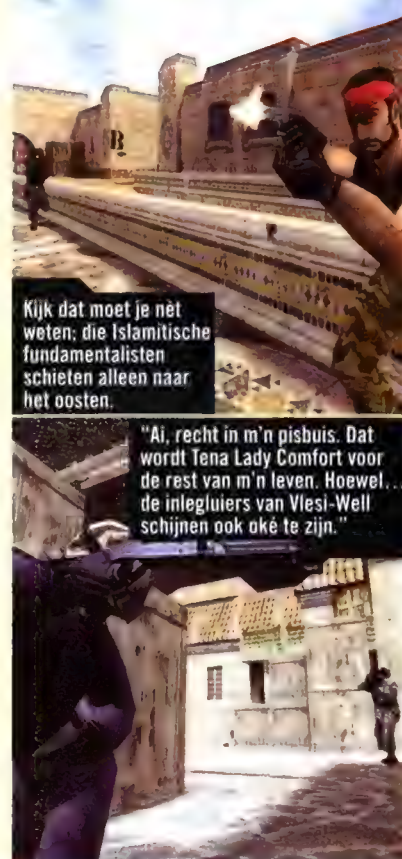 B
Kijk dat moet je nèt
weten; die Islamitische
fundamentalisten
schieten alleen naar
het oosten.
"Ai, recht in m'n pisbuis. Dat
wordt Tena Lady Comfort voor
de rest van m'n leven. Hoewel...
de inlegluiers van Vlesi-Well
schijnen ook oké te zijn."